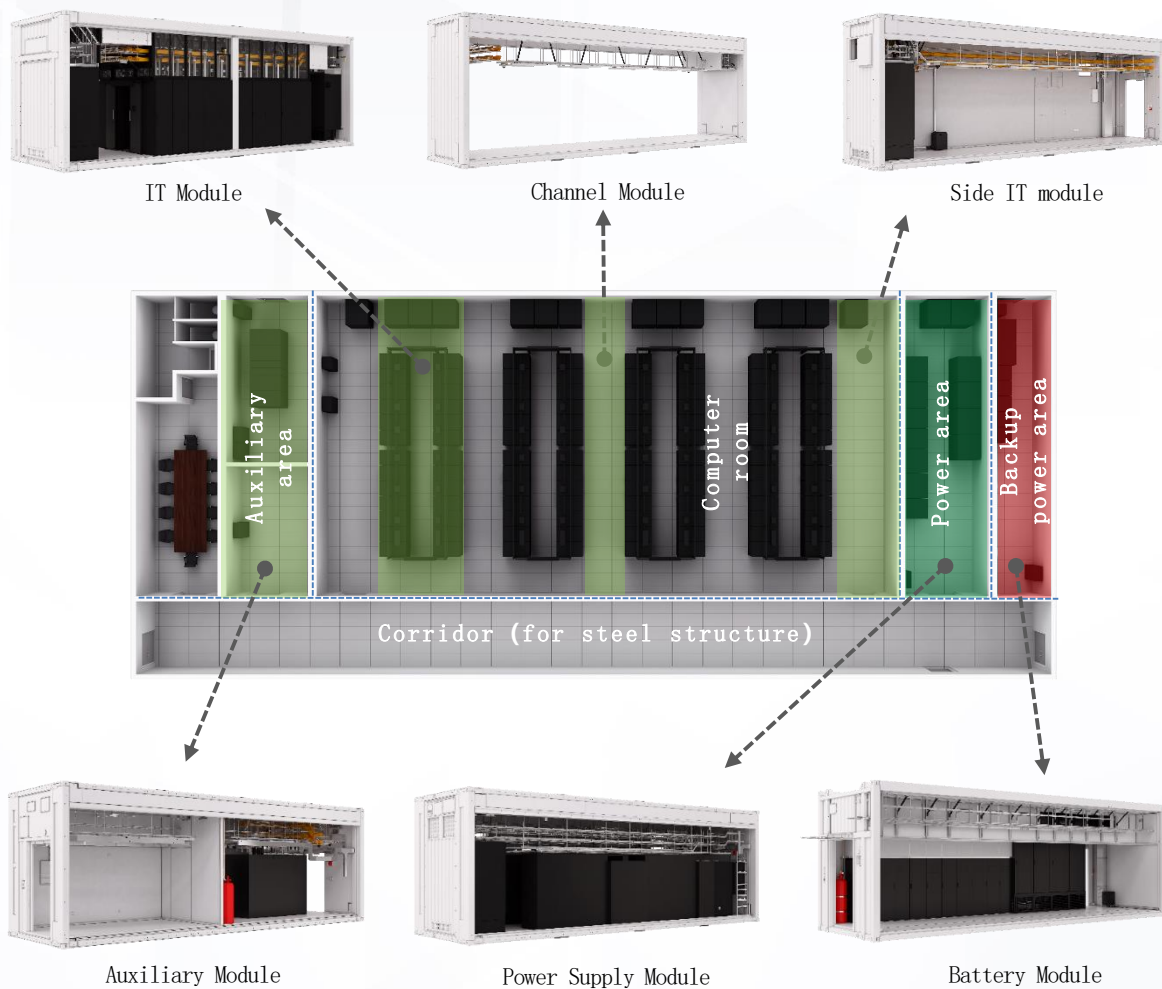 IT Module
Channel Module
Side IT module
Auxiliary
area
Computer
room
Power area
Backup
power area
Corridor (for steel structure)
Auxiliary Module
Power Supply Module
Battery Module